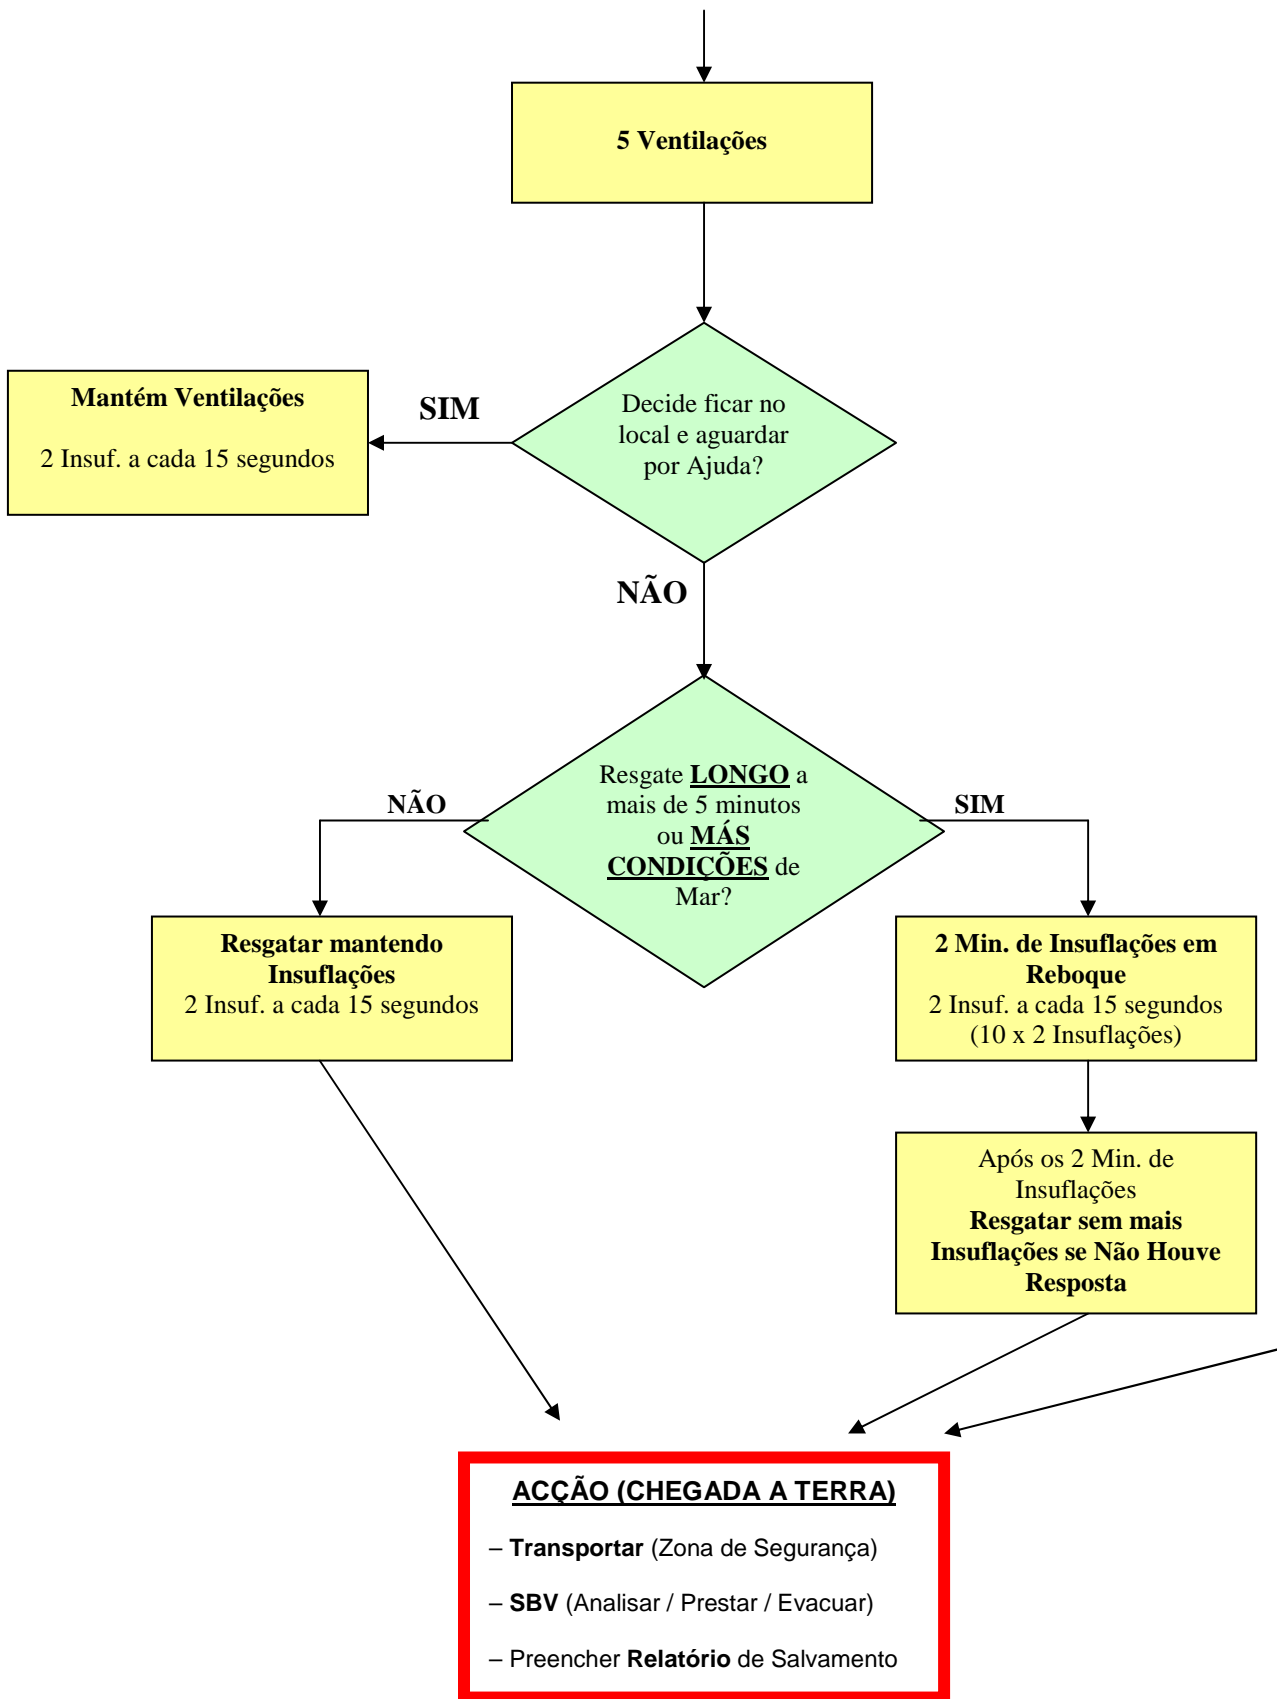 5 Ventilações
Mantém Ventilações
2 Insuf. a cada 15 segundos
SIM
Decide ficar no
local e aguardar
por Ajuda?
NÃO
Resgate LONGO a
mais de 5 minutos
ou MÁS
CONDIÇÕES de
Mar?
NÃO
SIM
Resgatar mantendo
Insuflações
2 Insuf. a cada 15 segundos
2 Min. de Insuflações em
Reboque
2 Insuf. a cada 15 segundos
(10 x 2 Insuflações)
Após os 2 Min. de
Insuflações
Resgatar sem mais
Insuflações se Não Houve
Resposta
ACÇÃO (CHEGADA A TERRA)
– Transportar (Zona de Segurança)
– SBV (Analisar / Prestar / Evacuar)
– Preencher Relatório de Salvamento